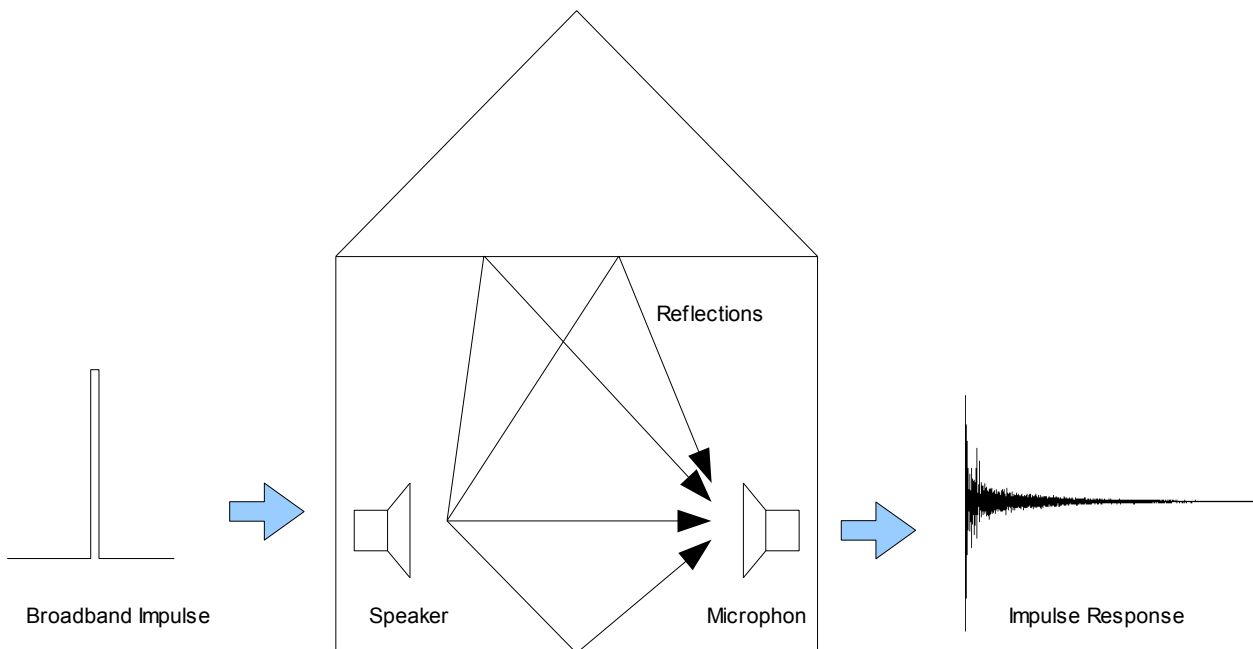 Reflections
Broadband Impulse
Speaker
Microphon
Impulse Response